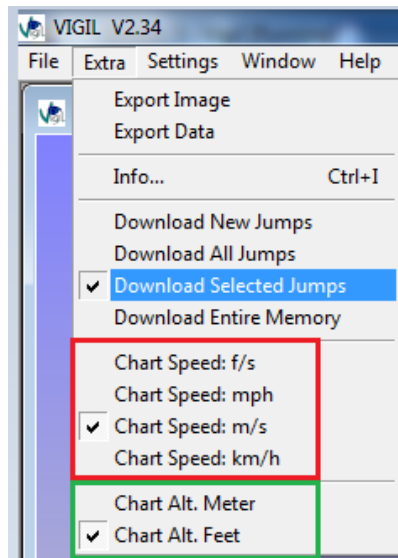 VIGIL V2.34
File Extra Settings Window Help
Export Image
Export Data
Info... Ctrl+I
Download New Jumps
Download All Jumps
Download Selected Jumps
Download Entire Memory
Chart Speed: f/s
Chart Speed: mph
Chart Speed: m/s
Chart Speed: km/h
Chart Alt. Meter
Chart Alt. Feet